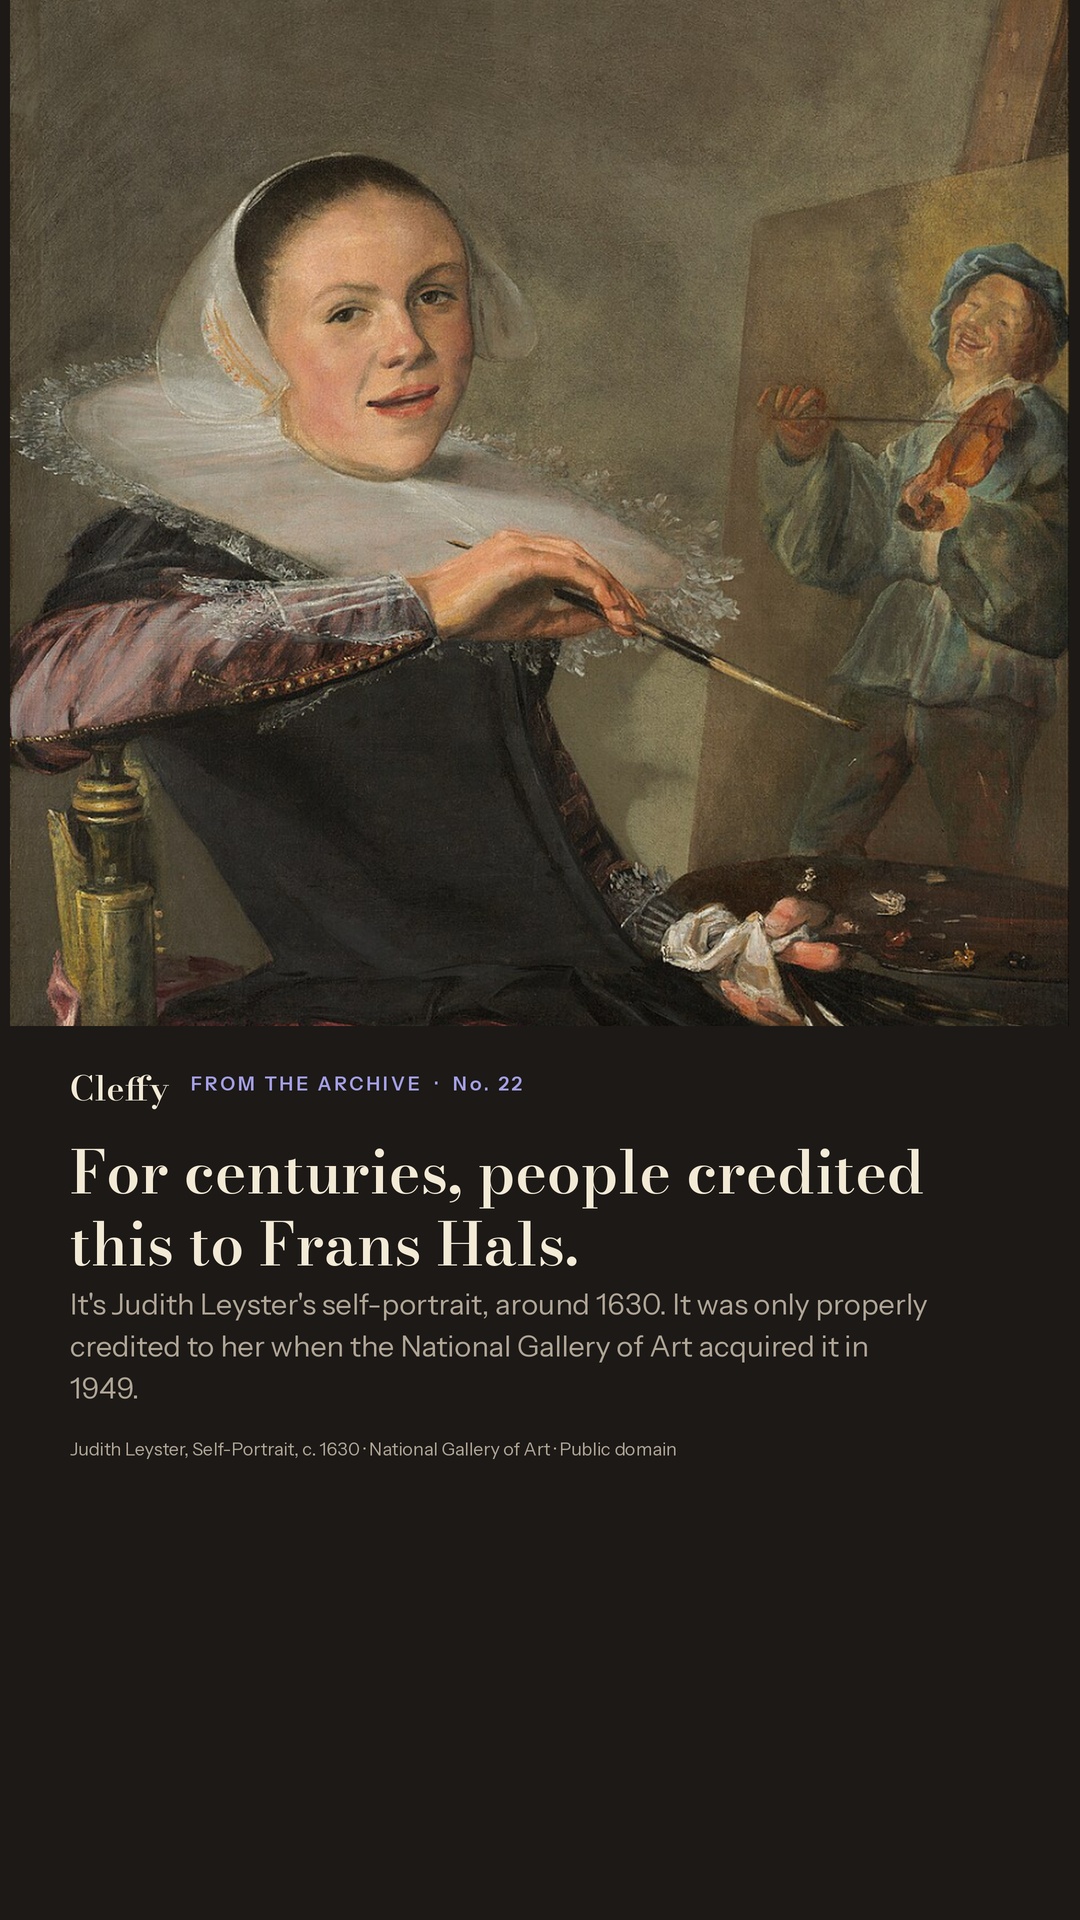 Cleffy FROM THE ARCHIVE · No. 22
For centuries, people credited
this to Frans Hals.
It's Judith Leyster's self-portrait, around 1630. It was only properly
credited to her when the National Gallery of Art acquired it in
1949.
Judith Leyster, Self-Portrait, c. 1630 · National Gallery of Art · Public domain